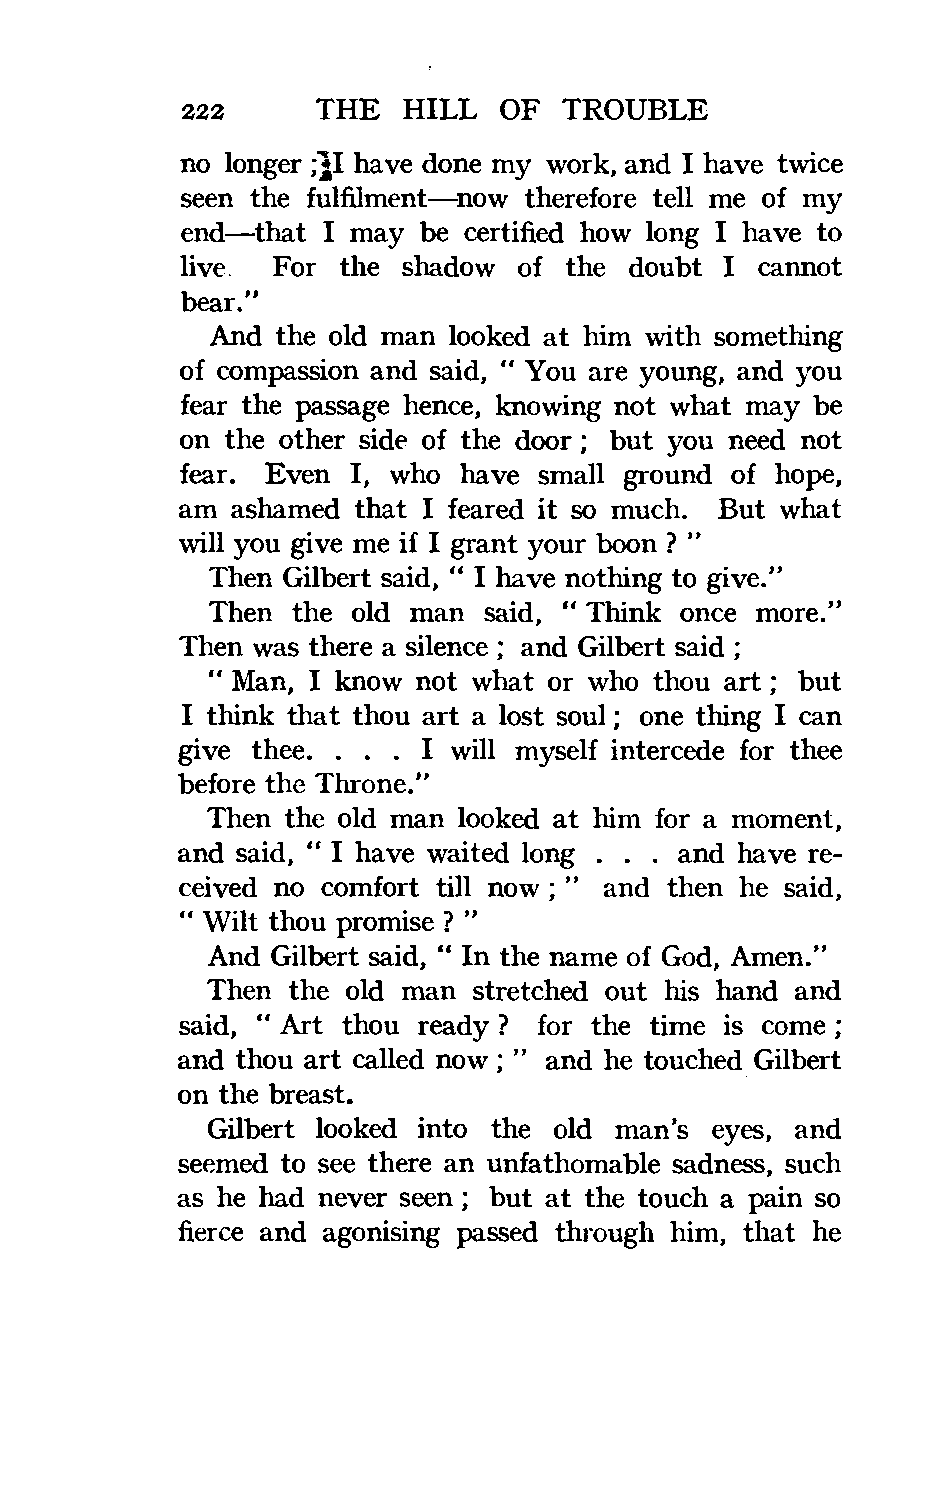 222 THE HILL OF TROUBLE
no longer ; I have done my work, and I have twice
seen the fulfilment—now therefore tell me of my
end—that I may be certified how long I have to
live. For the shadow of the doubt I cannot
bear."
And the old man looked at him with something
of compassion and said, " You are young, and you
fear the passage hence, knowing not what may be
on the other side of the door ; but you need not
fear. Even I, who have small ground of hope,
am ashamed that I feared it so much. But what
will you give me if I grant your boon ? "
Then Gilbert said, " I have nothing to give."
Then the old man said, " Think once more."
Then was there a silence ; and Gilbert said ;
" Man, I know not what or who thou art ; but
I think that thou art a lost soul ; one thing I can
give thee. . . . I will myself intercede for thee
before the Throne."
Then the old man looked at him for a moment,
and said, " I have waited long . . . and have re-
ceived no comfort till now ; " and then he said,
" Wilt thou promise ? "
And Gilbert said, " In the name of God, Amen."
Then the old man stretched out his hand and
said, " Art thou ready ? for the time is come ;
and thou art called now ; " and he touched Gilbert
on the breast.
Gilbert looked into the old man's eyes, and
seemed to see there an unfathomable sadness, such
as he had never seen ; but at the touch a pain so
fierce and agonising passed through him, that he